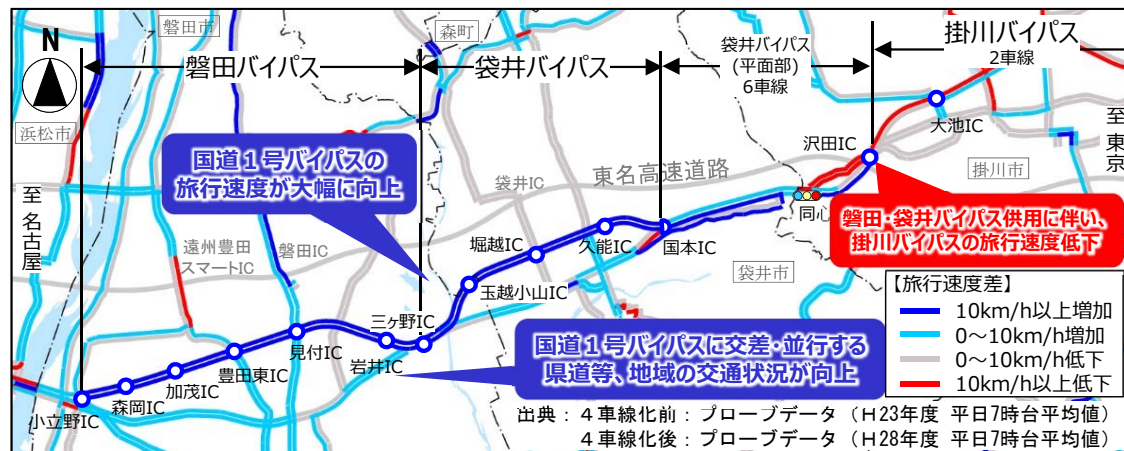 磐田市
森町
掛川バイパス
2車線
袋井バイパス
(平面部)
6車線
N
磐田バイパス
袋井バイパス
浜松市
大池IC
至東京
国道1号バイパスの
旅行速度が大幅に向上
沢田IC
東名高速道路
袋井IC
掛川市
至名古屋
同心
磐田・袋井バイパス供用に伴い、
掛川バイパスの旅行速度低下
遠州豊田
スマートIC
磐田IC
堀越IC
久能IC
国本IC
袋井市
玉越小山IC
【旅行速度差】
10km/h以上増加
0~10km/h増加
0~10km/h低下
10km/h以上低下
三ヶ野IC
見付IC
岩井IC
国道1号バイパスに交差・並行する
県道等、地域の交通状況が向上
豊田東IC
加茂IC
森岡IC
小立野IC
出典:4車線化前:プローブデータ(H23年度 平日7時台平均値)
4車線化後:プローブデータ(H28年度 平日7時台平均値)